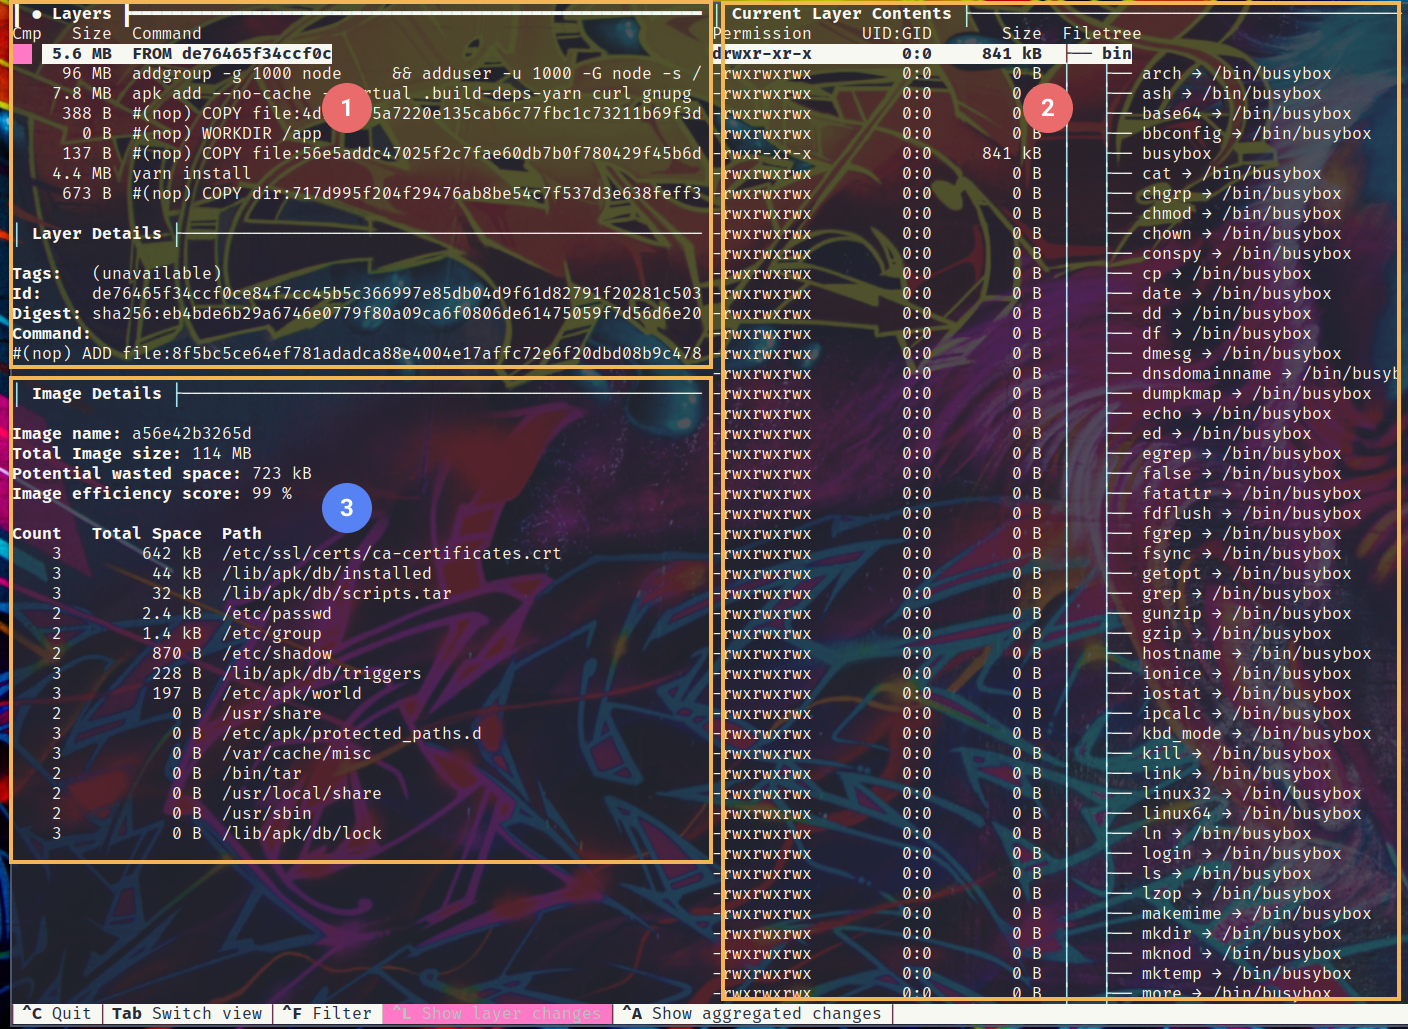 ● Layers
Cmp Size Command
5.6 MB FROM de76465f34ccf0c
96 MB addgroup -g 1000 node && adduser -u 1000 -G node -s /
7.8 MB apk add --no-cache rtual .build-deps-yarn curl gnupg
388 B #(nop) COPY file:4d 5a7220e135cab6c77fbc1c73211b69f3d
0 B #(nop) WORKDIR /app
137 B #(nop) COPY file:56e5addc47025f2c7fae60db7b0f780429f45b6d
4.4 MB yarn install
673 B #(nop) COPY dir:717d995f204f29476ab8be54c7f537d3e638feff3
1
Layer Details
Tags: (unavailable)
Id: de76465f34ccf0ce84f7cc45b5c366997e85db04d9f61d82791f20281c503
Digest: sha256:eb4bde6b29a6746e0779f80a09ca6f0806de61475059f7d56d6e20
Command:
#(nop) ADD file:8f5bc5ce64ef781adadca88e4004e17affc72e6f20dbd08b9c478
Image Details
Image name: a56e42b3265d
Total Image size: 114 MB
Potential wasted space: 723 kB
Image efficiency score: 99 %
3
Count Total Space Path
3 642 kB /etc/ssl/certs/ca-certificates.crt
3 44 kB /lib/apk/db/installed
3 32 kB /lib/apk/db/scripts.tar
2 2.4 kB /etc/passwd
2 1.4 kB /etc/group
2 870 B /etc/shadow
3 228 B /lib/apk/db/triggers
3 197 B /etc/apk/world
2 0 B /usr/share
3 0 B /etc/apk/protected_paths.d
3 0 B /var/cache/misc
2 0 B /bin/tar
2 0 B /usr/local/share
2 0 B /usr/sbin
3 0 B /lib/apk/db/lock
Current Layer Contents
Permission UID:GID Size Filetree
drwxr-xr-x 0:0 841 kB ├── bin
-rwxrwxrwx 0:0 0 B │ ├── arch → /bin/busybox
-rwxrwxrwx 0:0 0 B │ ├── ash → /bin/busybox
-rwxrwxrwx 0:0 │ ├── base64 → /bin/busybox
-rwxrwxrwx 0:0 0 B │ ├── bbconfig → /bin/busybox
-rwxr-xr-x 0:0 841 kB │ ├── busybox
-rwxrwxrwx 0:0 0 B │ ├── cat → /bin/busybox
-rwxrwxrwx 0:0 0 B │ ├── chgrp → /bin/busybox
-rwxrwxrwx 0:0 0 B │ ├── chmod → /bin/busybox
-rwxrwxrwx 0:0 0 B │ ├── chown → /bin/busybox
-rwxrwxrwx 0:0 0 B │ ├── conspy → /bin/busybox
-rwxrwxrwx 0:0 0 B │ ├── cp → /bin/busybox
-rwxrwxrwx 0:0 0 B │ ├── date → /bin/busybox
-rwxrwxrwx 0:0 0 B │ ├── dd → /bin/busybox
-rwxrwxrwx 0:0 0 B │ ├── df → /bin/busybox
-rwxrwxrwx 0:0 0 B │ ├── dmesg → /bin/busybox
-rwxrwxrwx 0:0 0 B │ ├── dnsdomainname → /bin/busyb
-rwxrwxrwx 0:0 0 B │ ├── dumpkmap → /bin/busybox
-rwxrwxrwx 0:0 0 B │ ├── echo → /bin/busybox
-rwxrwxrwx 0:0 0 B │ ├── ed → /bin/busybox
-rwxrwxrwx 0:0 0 B │ ├── egrep → /bin/busybox
-rwxrwxrwx 0:0 0 B │ ├── false → /bin/busybox
-rwxrwxrwx 0:0 0 B │ ├── fatattr → /bin/busybox
-rwxrwxrwx 0:0 0 B │ ├── fdflush → /bin/busybox
-rwxrwxrwx 0:0 0 B │ ├── fgrep → /bin/busybox
-rwxrwxrwx 0:0 0 B │ ├── fsync → /bin/busybox
-rwxrwxrwx 0:0 0 B │ ├── getopt → /bin/busybox
-rwxrwxrwx 0:0 0 B │ ├── grep → /bin/busybox
-rwxrwxrwx 0:0 0 B │ ├── gunzip → /bin/busybox
-rwxrwxrwx 0:0 0 B │ ├── gzip → /bin/busybox
-rwxrwxrwx 0:0 0 B │ ├── hostname → /bin/busybox
-rwxrwxrwx 0:0 0 B │ ├── ionice → /bin/busybox
-rwxrwxrwx 0:0 0 B │ ├── iostat → /bin/busybox
-rwxrwxrwx 0:0 0 B │ ├── ipcalc → /bin/busybox
-rwxrwxrwx 0:0 0 B │ ├── kbd_mode → /bin/busybox
-rwxrwxrwx 0:0 0 B │ ├── kill → /bin/busybox
-rwxrwxrwx 0:0 0 B │ ├── link → /bin/busybox
-rwxrwxrwx 0:0 0 B │ ├── linux32 → /bin/busybox
-rwxrwxrwx 0:0 0 B │ ├── linux64 → /bin/busybox
-rwxrwxrwx 0:0 0 B │ ├── ln → /bin/busybox
-rwxrwxrwx 0:0 0 B │ ├── login → /bin/busybox
-rwxrwxrwx 0:0 0 B │ ├── ls → /bin/busybox
-rwxrwxrwx 0:0 0 B │ ├── lzop → /bin/busybox
-rwxrwxrwx 0:0 0 B │ ├── makemime → /bin/busybox
-rwxrwxrwx 0:0 0 B │ ├── mkdir → /bin/busybox
-rwxrwxrwx 0:0 0 B │ ├── mknod → /bin/busybox
-rwxrwxrwx 0:0 0 B │ ├── mktemp → /bin/busybox
-rwxrwxrwx 0:0 0 B │ ├── more → /bin/busybox
2
^C Quit Tab Switch view ^F Filter ^L Show layer changes ^A Show aggregated changes